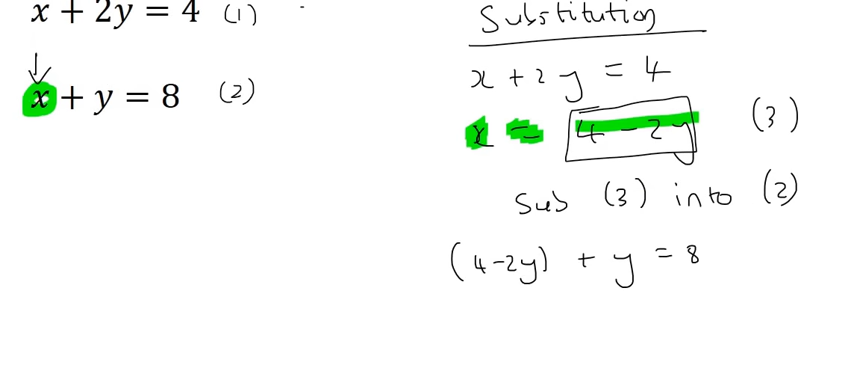 x + 2y = 4 (1)
x + y = 8 (2)
Substitution
x + 2y = 4
x = 4 - 2y (3)
Sub (3) into (2)
(4-2y) + y = 8